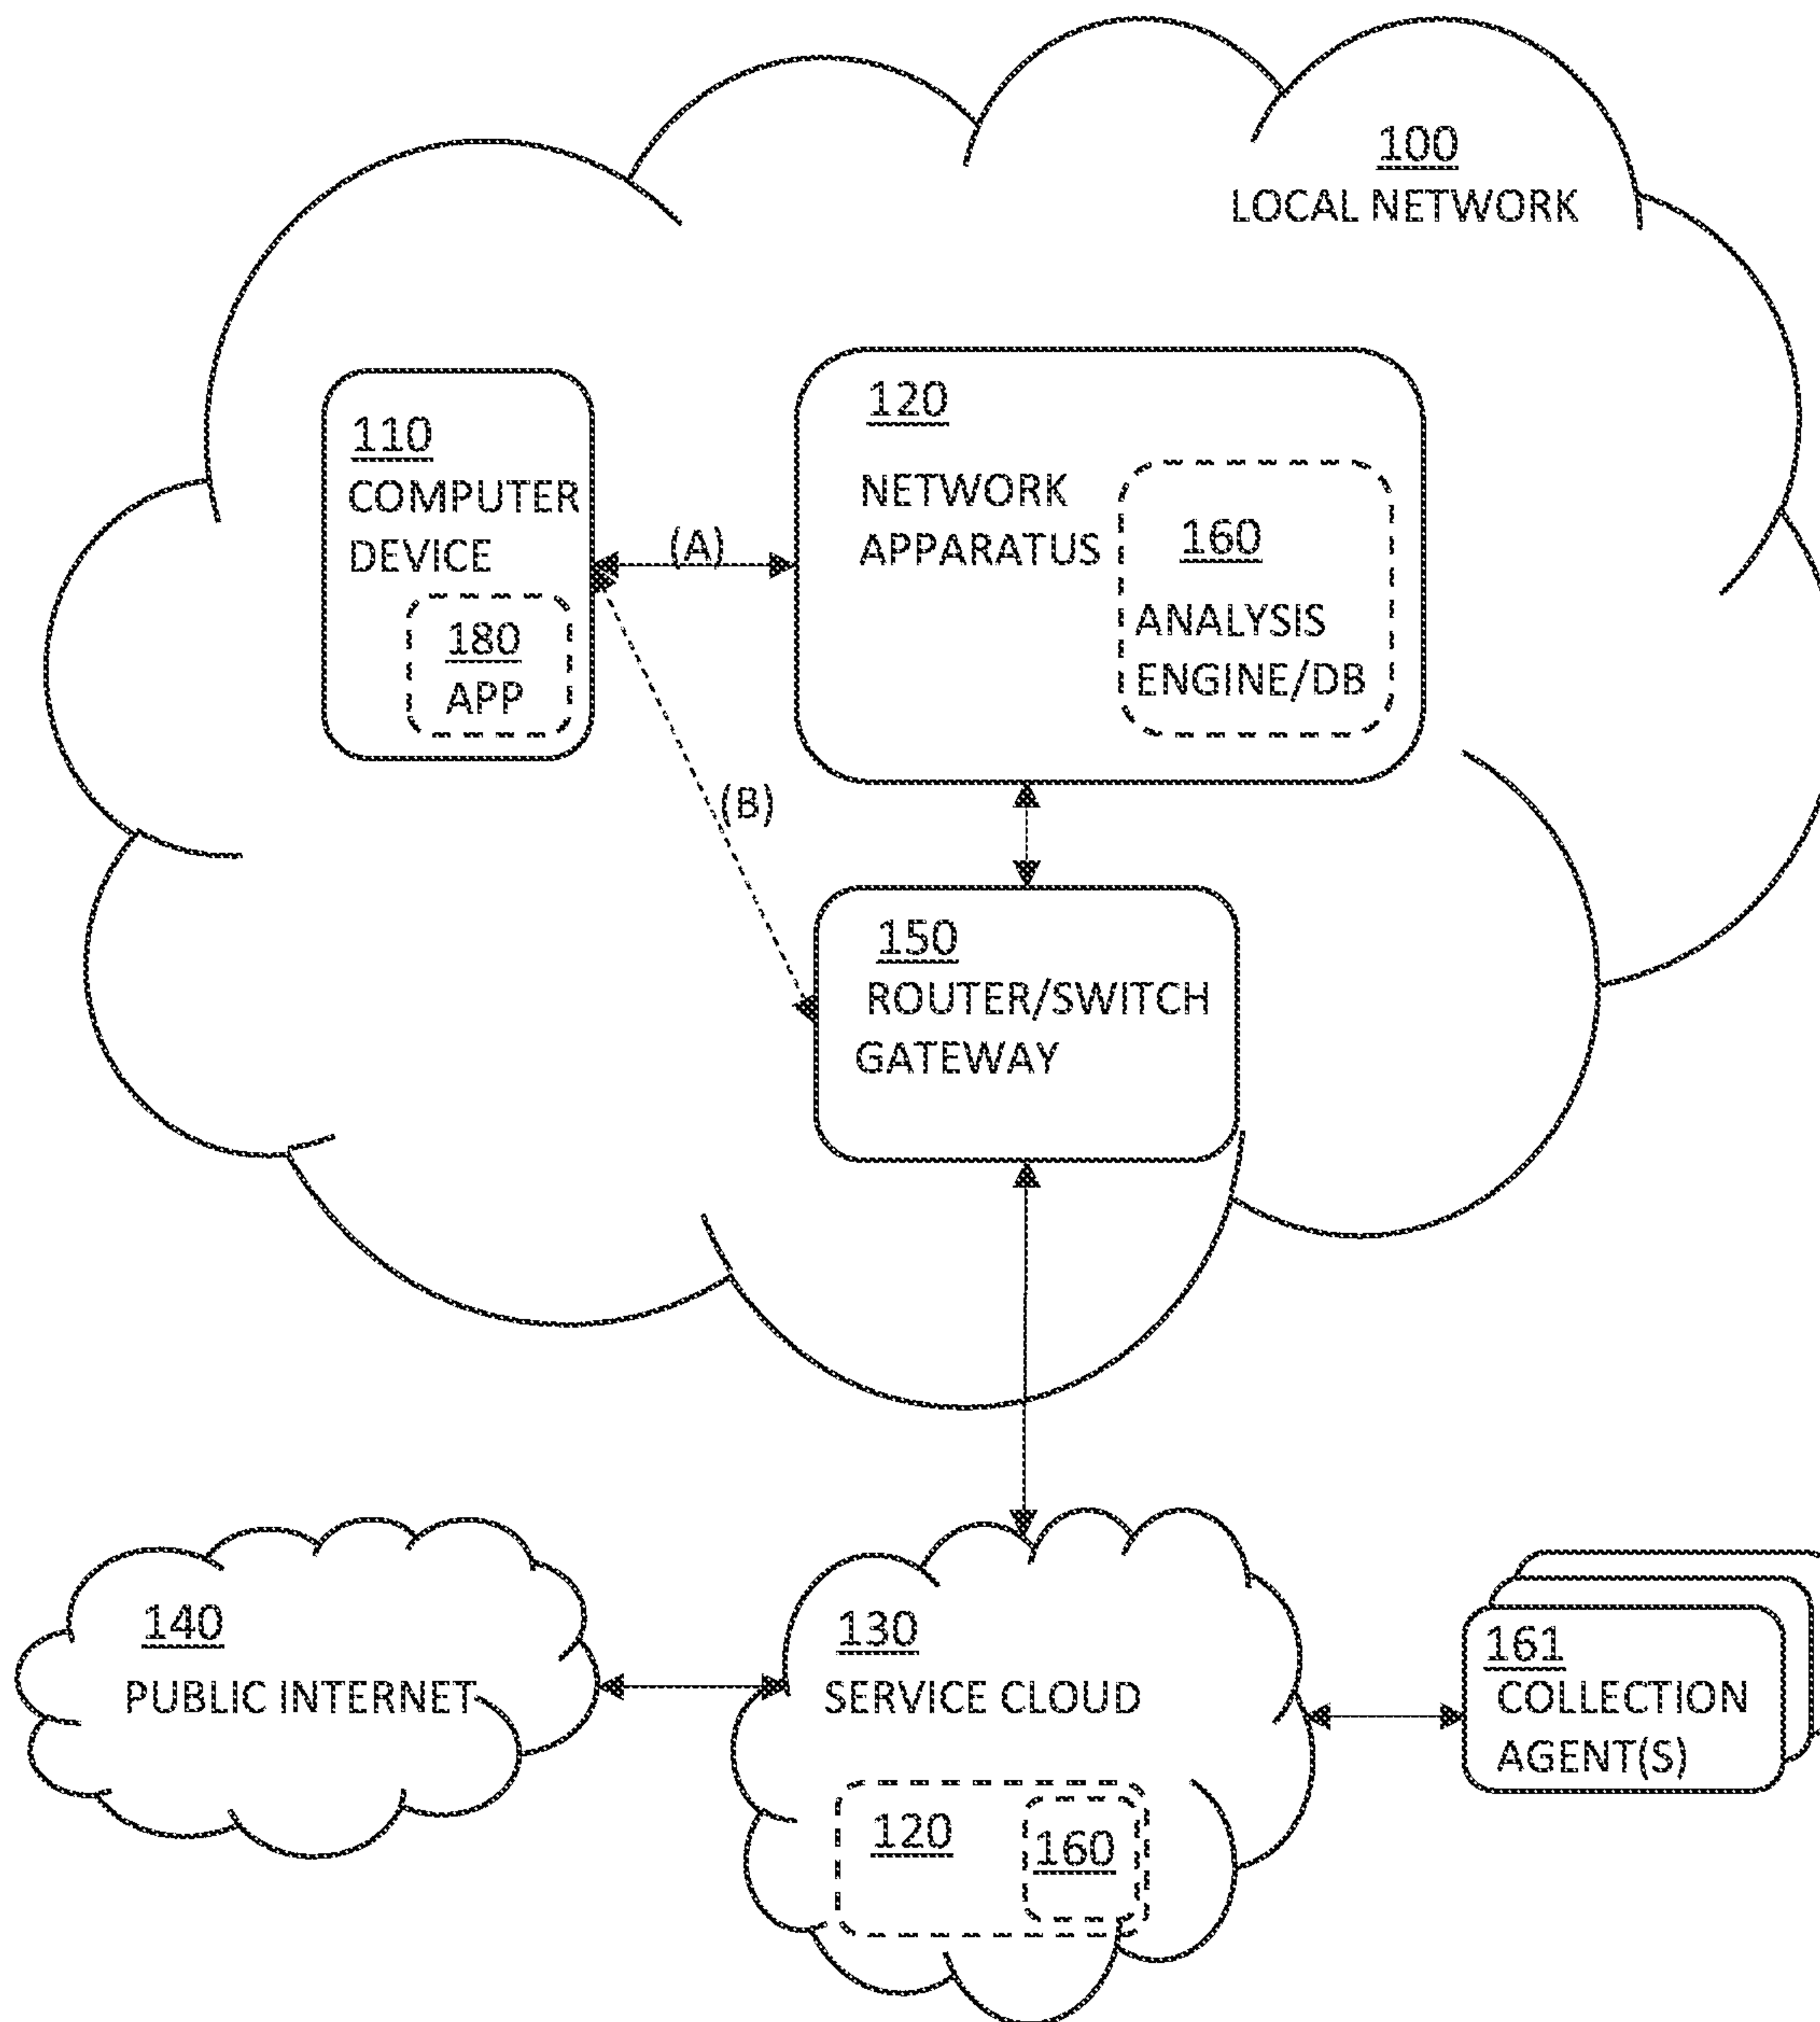 100
LOCAL NETWORK
110
COMPUTER
DEVICE
180
APP
(A)
120
NETWORK
APPARATUS
160
ANALYSIS
ENGINE/DB
(B)
150
ROUTER/SWITCH
GATEWAY
140
PUBLIC INTERNET
130
SERVICE CLOUD
120
160
161
COLLECTION
AGENT(S)